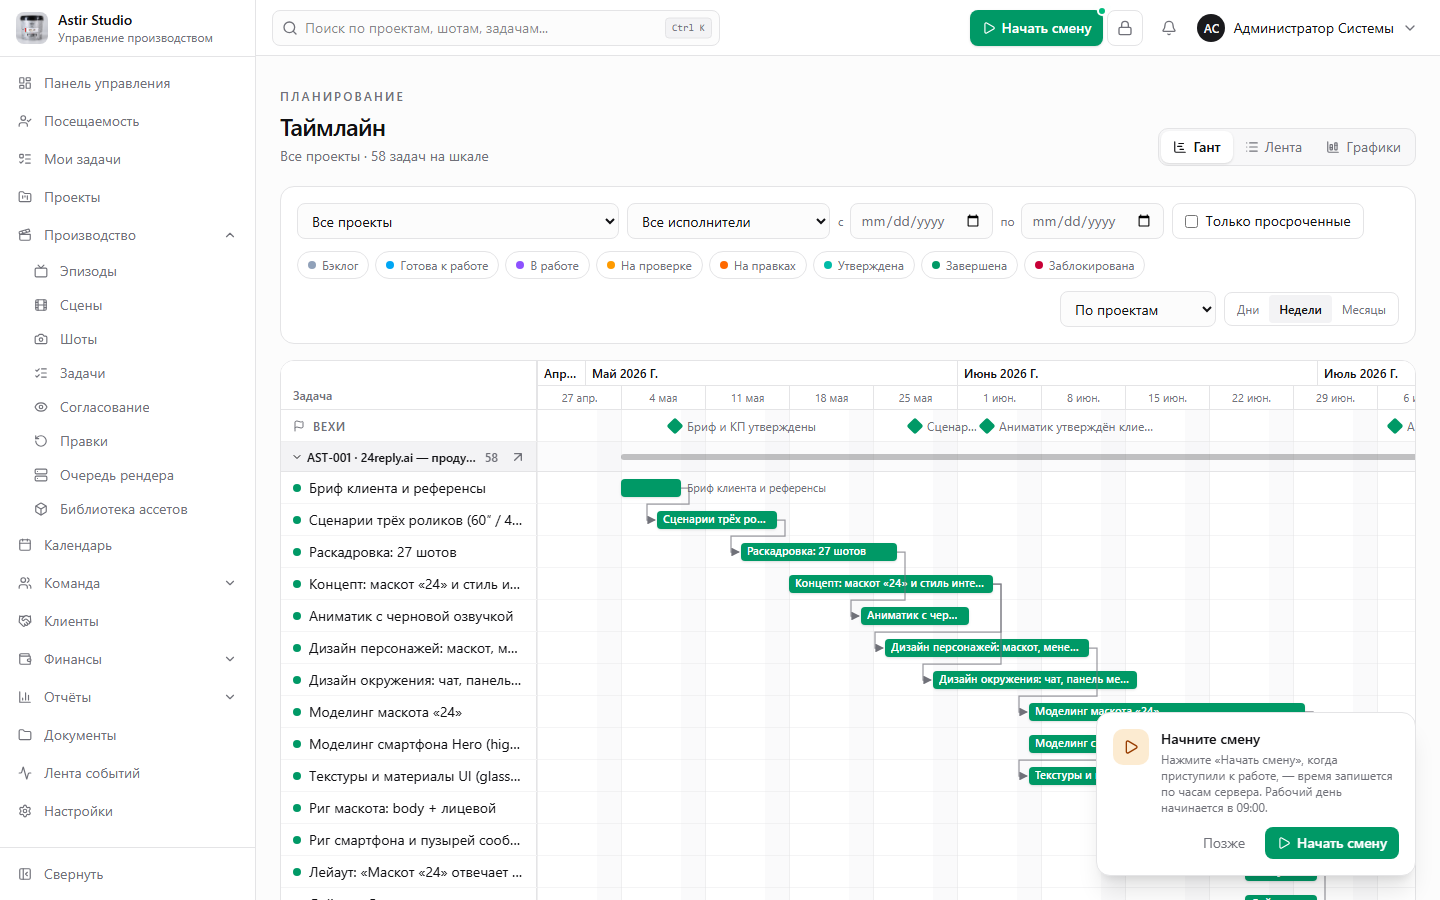 Astir Studio
Управление производством
Поиск по проектам, шотам, задачам...
Ctrl K
Начать смену
АС
Администратор Системы
Панель управления
Посещаемость
Мои задачи
Проекты
Производство
Эпизоды
Сцены
Шоты
Задачи
Согласование
Правки
Очередь рендера
Библиотека ассетов
Календарь
Команда
Клиенты
Финансы
Отчёты
Документы
Лента событий
Настройки
Свернуть
ПЛАНИРОВАНИЕ
Таймлайн
Все проекты · 58 задач на шкале
Гант
Лента
Графики
Все проекты
Все исполнители
с
mm/dd/yyyy
по
mm/dd/yyyy
Только просроченные
Бэклог
Готова к работе
В работе
На проверке
На правках
Утверждена
Завершена
Заблокирована
По проектам
Дни
Недели
Месяцы
Задача
Апр...
Май 2026 Г.
Июнь 2026 Г.
Июль 2026 Г.
27 апр.
4 мая
11 мая
18 мая
25 мая
1 июн.
8 июн.
15 июн.
22 июн.
29 июн.
6
ВЕХИ
Бриф и КП утверждены
Сценар...
Аниматик утверждён клие...
А
AST-001 · 24reply.ai — проду...
58
Бриф клиента и референсы
Бриф клиента и референсы
Сценарии трёх роликов (60″ / 4...
Сценарии трёх ро...
Раскадровка: 27 шотов
Раскадровка: 27 шотов
Концепт: маскот «24» и стиль и...
Концепт: маскот «24» и стиль инте...
Аниматик с черновой озвучкой
Аниматик с чер...
Дизайн персонажей: маскот, м...
Дизайн персонажей: маскот, мене...
Дизайн окружения: чат, панель...
Дизайн окружения: чат, панель ме...
Моделинг маскота «24»
Моделинг маскота «24»
Моделинг смартфона Hero (hig...
Моделинг с
Текстуры и материалы UI (glass...
Текстуры и
Риг маскота: body + лицевой
Риг смартфона и пузырей сооб...
Лейаут: «Маскот «24» отвечает ...
Начните смену
Нажмите «Начать смену», когда
приступили к работе, — время запишется
по часам сервера. Рабочий день
начинается в 09:00.
Позже
Начать смену